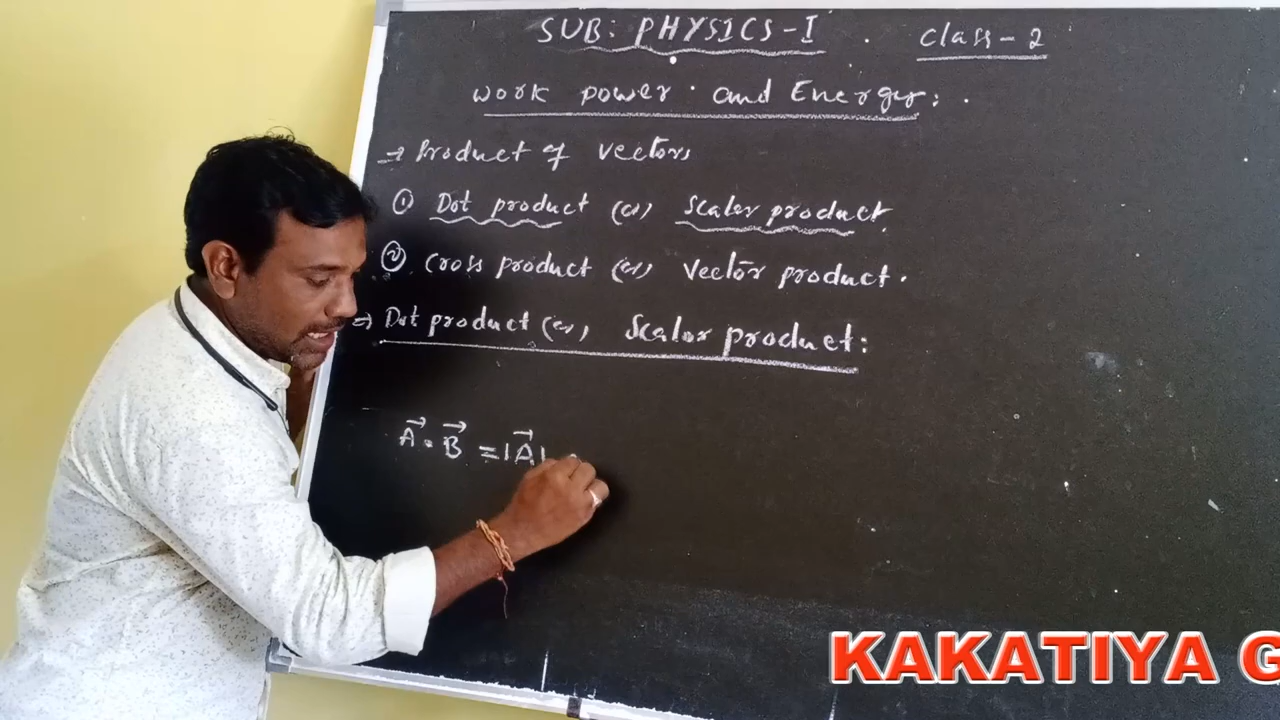 SUB: PHYSICS-I . Class-2
Work power and Energy:
⇒ Product of vectors
① Dot product (or) Scalar product.
② Cross product (or) Vector product.
⇒ Dot product (or) Scalar product:
A⃗ . B⃗ = |A⃗|
KAKATIYA G